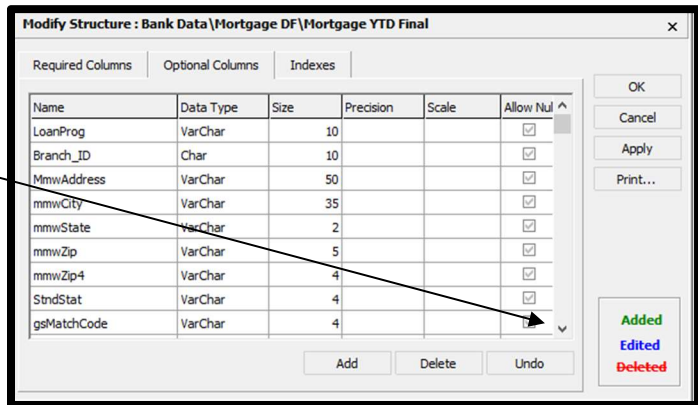 Modify Structure : Bank Data\Mortgage DF\Mortgage YTD Final
Required Columns Optional Columns Indexes
Name Data Type Size Precision Scale Allow Nul
LoanProg VarChar 10
Branch_ID Char 10
MmwAddress VarChar 50
mmwCity VarChar 35
mmwState VarChar 2
mmwZip VarChar 5
mmwZip4 VarChar 4
StndStat VarChar 4
gsMatchCode VarChar 4
Add Delete Undo
OK
Cancel
Apply
Print...
Added
Edited
Deleted